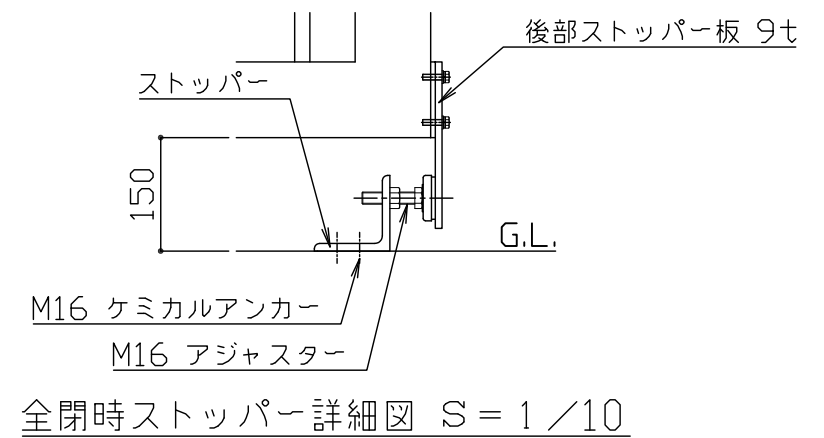 後部ストッパー板 9t
ストッパー
150
G.L.
M16 ケミカルアンカー
M16 アジャスター
全閉時ストッパー詳細図 S=1/10